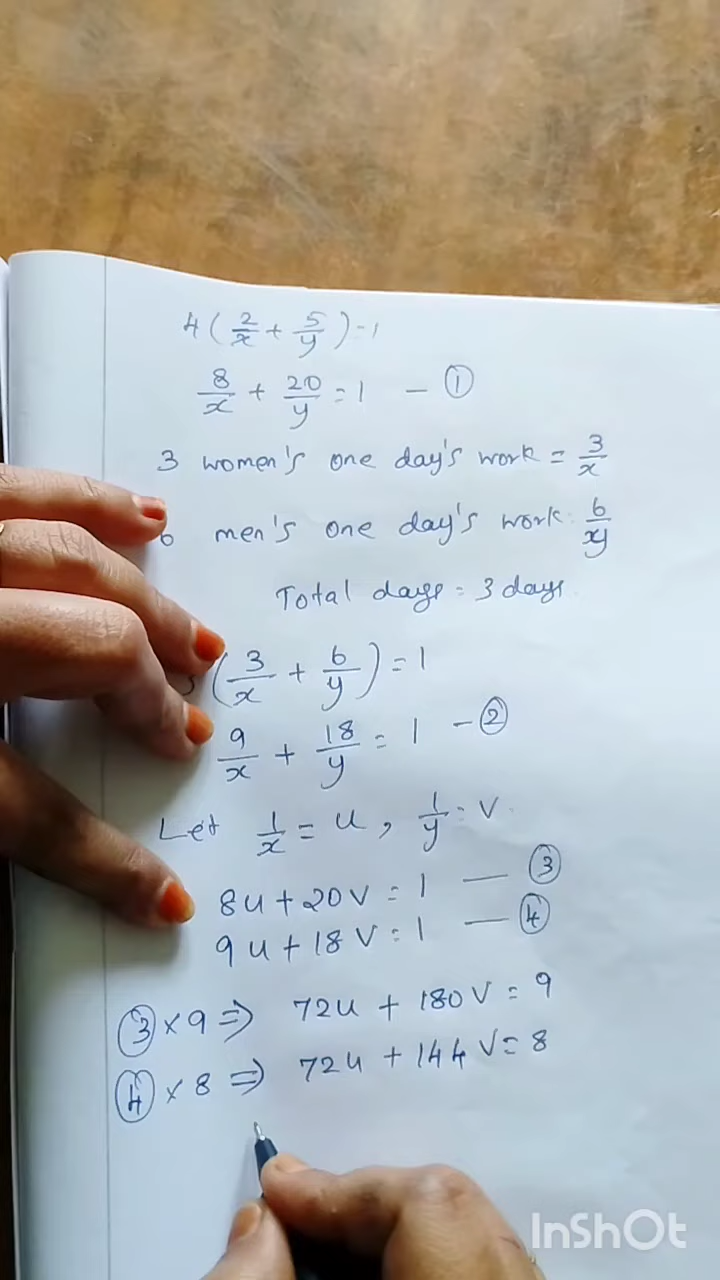 4 ( 2/x + 5/y ) = 1
8/x + 20/y = 1 — ①
3 women's one day's work = 3/x
6 men's one day's work : 6/xy
Total days = 3 days.
( 3/x + 6/y ) = 1
9/x + 18/y = 1 — ②
Let 1/x = u , 1/y = v
8u + 20v = 1 — ③
9u + 18v = 1 — ④
③ × 9 ⇒ 72u + 180v = 9
④ × 8 ⇒ 72u + 144v = 8
InShOt